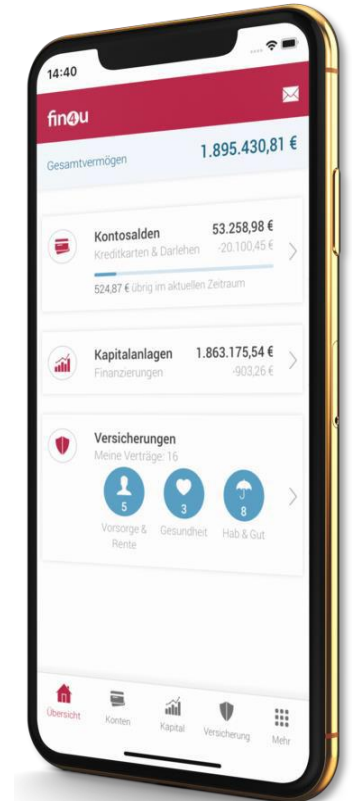 14:40
fin4u
Gesamtvermögen 1.895.430,81 €
Kontosalden 53.258,98 €
Kreditkarten & Darlehen -20.100,45 €
524,87 € übrig im aktuellen Zeitraum
Kapitalanlagen 1.863.175,54 €
Finanzierungen -903,26 €
Versicherungen
Meine Verträge: 16
5 3 8
Vorsorge & Gesundheit Hab & Gut
Rente
Übersicht Konten Kapital Versicherung Mehr